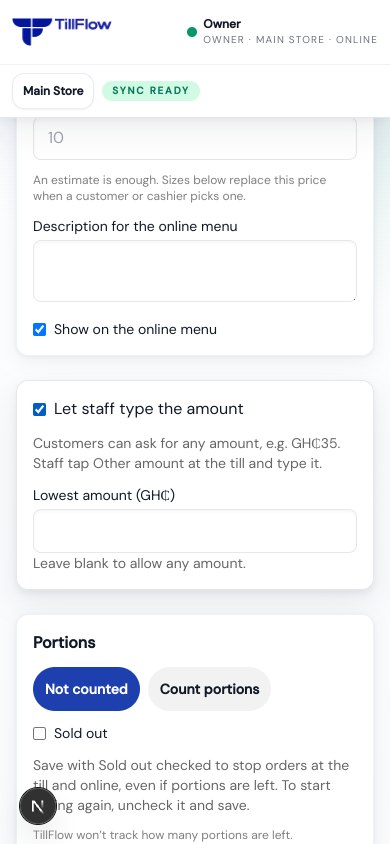 TillFlow
Owner
OWNER · MAIN STORE · ONLINE
Main Store
SYNC READY
10
An estimate is enough. Sizes below replace this price
when a customer or cashier picks one.
Description for the online menu
Show on the online menu
Let staff type the amount
Customers can ask for any amount, e.g. GH₵35.
Staff tap Other amount at the till and type it.
Lowest amount (GH₵)
Leave blank to allow any amount.
Portions
Not counted
Count portions
Sold out
Save with Sold out checked to stop orders at the
till and online, even if portions are left. To start
ng again, uncheck it and save.
N
TillFlow won’t track how many portions are left.